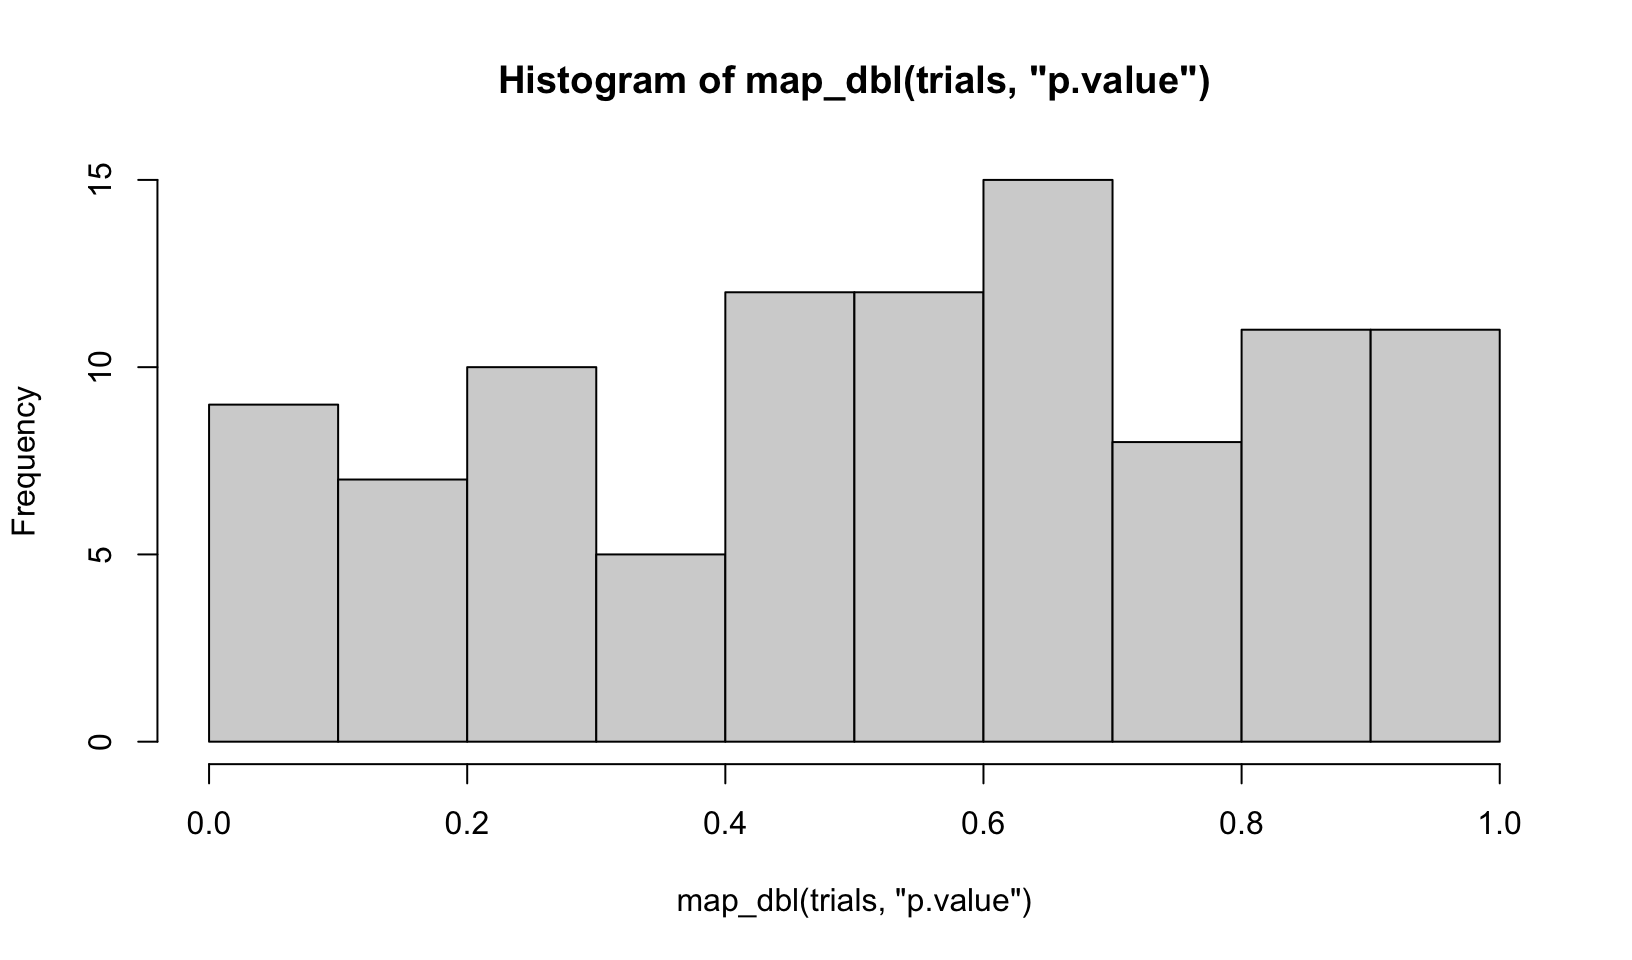 Histogram of map_dbl(trials, "p.value")
Frequency
15
10
5
0
0.0 0.2 0.4 0.6 0.8 1.0
map_dbl(trials, "p.value")